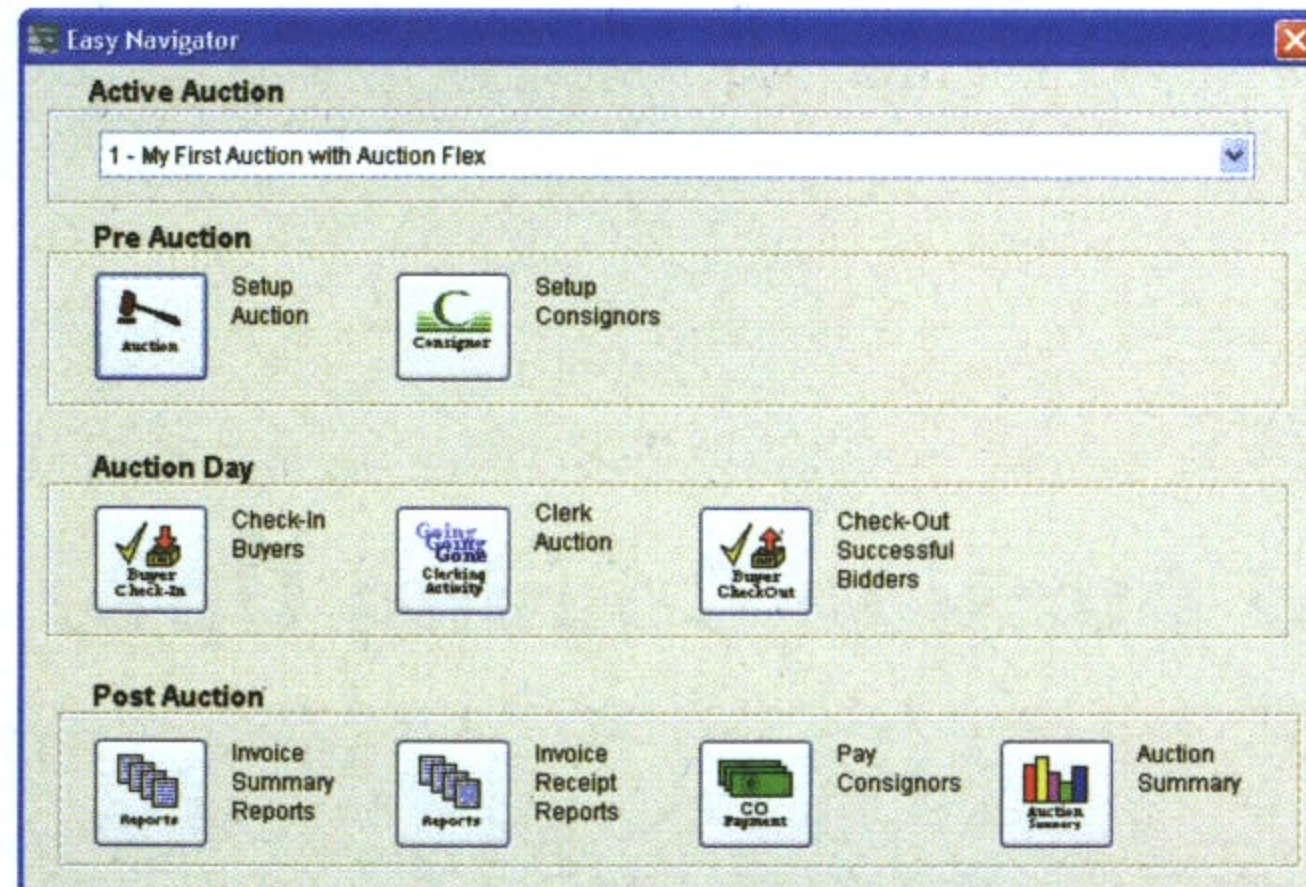 Easy Navigator
Active Auction
1 - My First Auction with Auction Flex
Pre Auction
Auction
Setup
Auction
Consigner
Setup
Consignors
Auction Day
Buyer
Check-In
Check-In
Buyers
Going
Going
Gone
Clerking
Activity
Clerk
Auction
Buyer
CheckOut
Check-Out
Successful
Bidders
Post Auction
Reports
Invoice
Summary
Reports
Reports
Invoice
Receipt
Reports
CO
Payment
Pay
Consignors
Auction
Summary
Auction
Summary